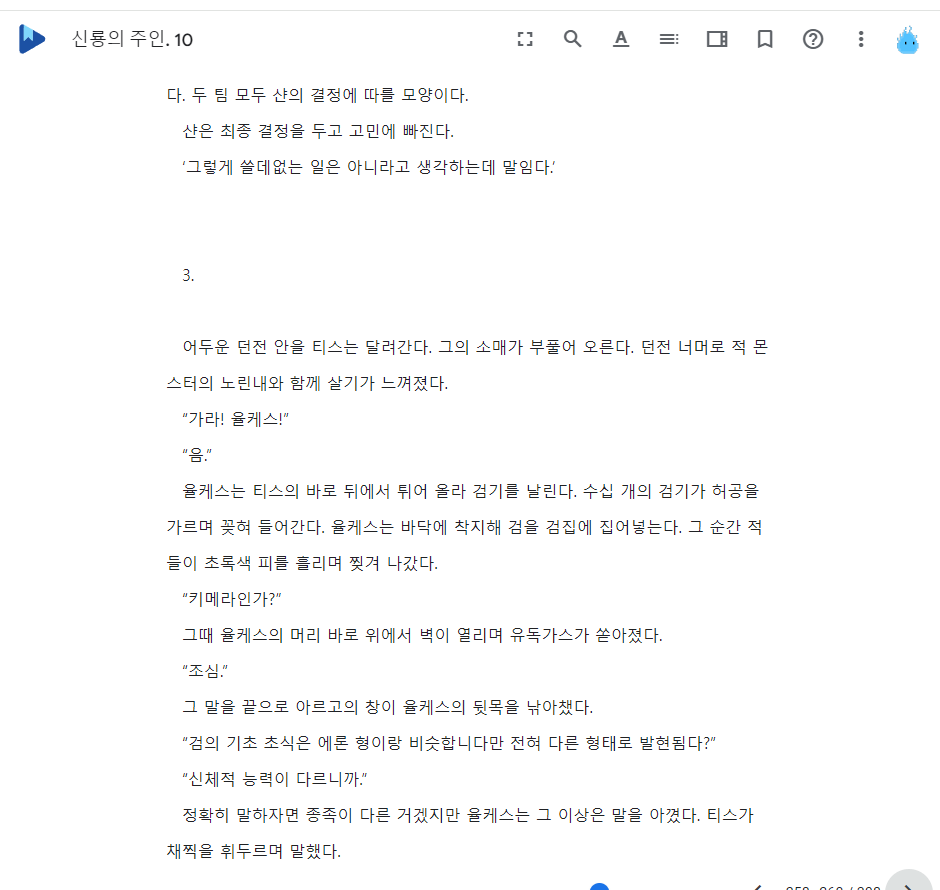 신룡의 주인. 10
다. 두 팀 모두 샨의 결정에 따를 모양이다.
샨은 최종 결정을 두고 고민에 빠진다.
‘그렇게 쓸데없는 일은 아니라고 생각하는데 말임다.’
3.
어두운 던전 안을 티스는 달려간다. 그의 소매가 부풀어 오른다. 던전 너머로 적 몬
스터의 노린내와 함께 살기가 느껴졌다.
“가라! 율케스!”
“음.”
율케스는 티스의 바로 뒤에서 튀어 올라 검기를 날린다. 수십 개의 검기가 허공을
가르며 꽂혀 들어간다. 율케스는 바닥에 착지해 검을 검집에 집어넣는다. 그 순간 적
들이 초록색 피를 흘리며 찢겨 나갔다.
“키메라인가?”
그때 율케스의 머리 바로 위에서 벽이 열리며 유독가스가 쏟아졌다.
“조심.”
그 말을 끝으로 아르고의 창이 율케스의 뒷목을 낚아챘다.
“검의 기초 초식은 에론 형이랑 비슷합니다만 전혀 다른 형태로 발현됨다?”
“신체적 능력이 다르니까.”
정확히 말하자면 종족이 다른 거겠지만 율케스는 그 이상은 말을 아꼈다. 티스가
채찍을 휘두르며 말했다.